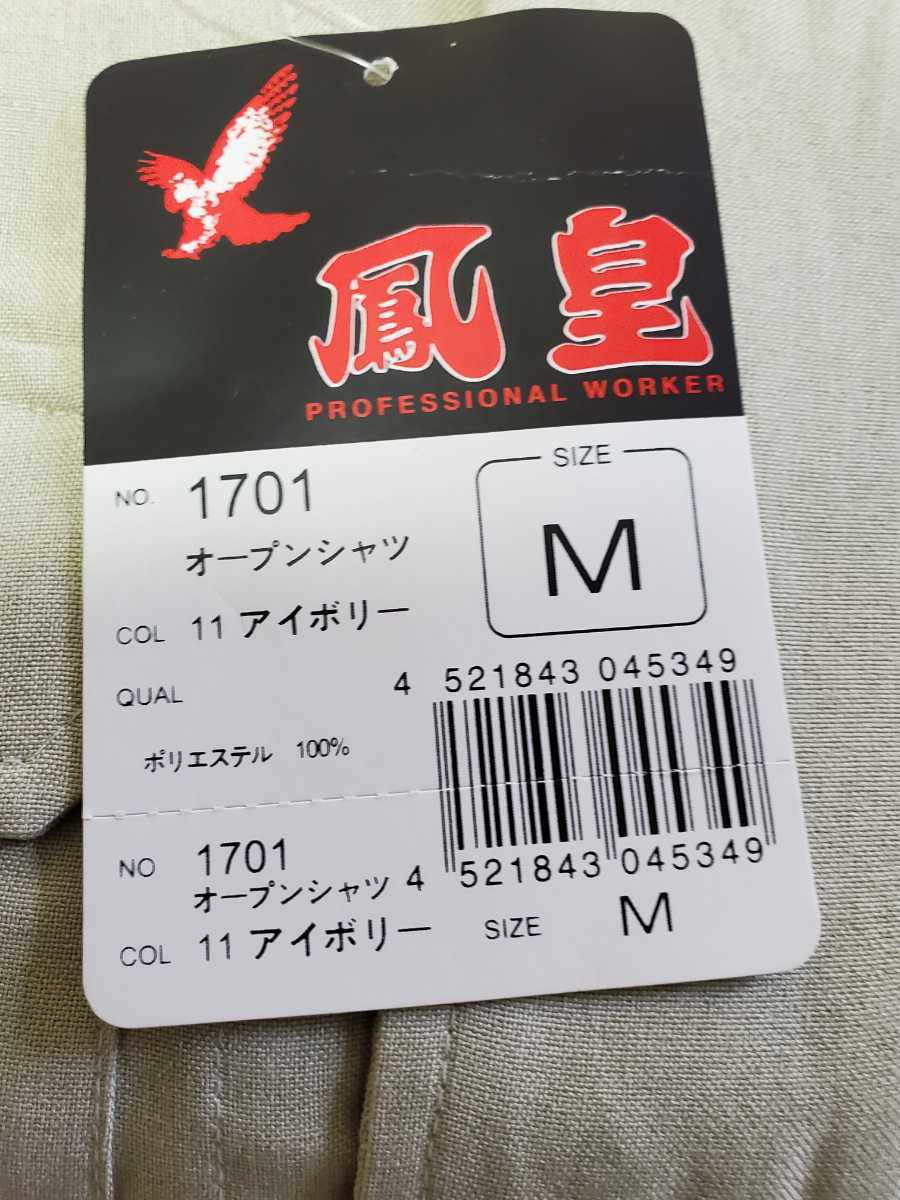 鳳皇
PROFESSIONAL WORKER
NO. 1701
オープンシャツ
SIZE
M
COL 11 アイボリー
QUAL
ポリエステル 100%
4 521843 045349
NO 1701
オープンシャツ
4 521843 045349
COL 11 アイボリー
SIZE M